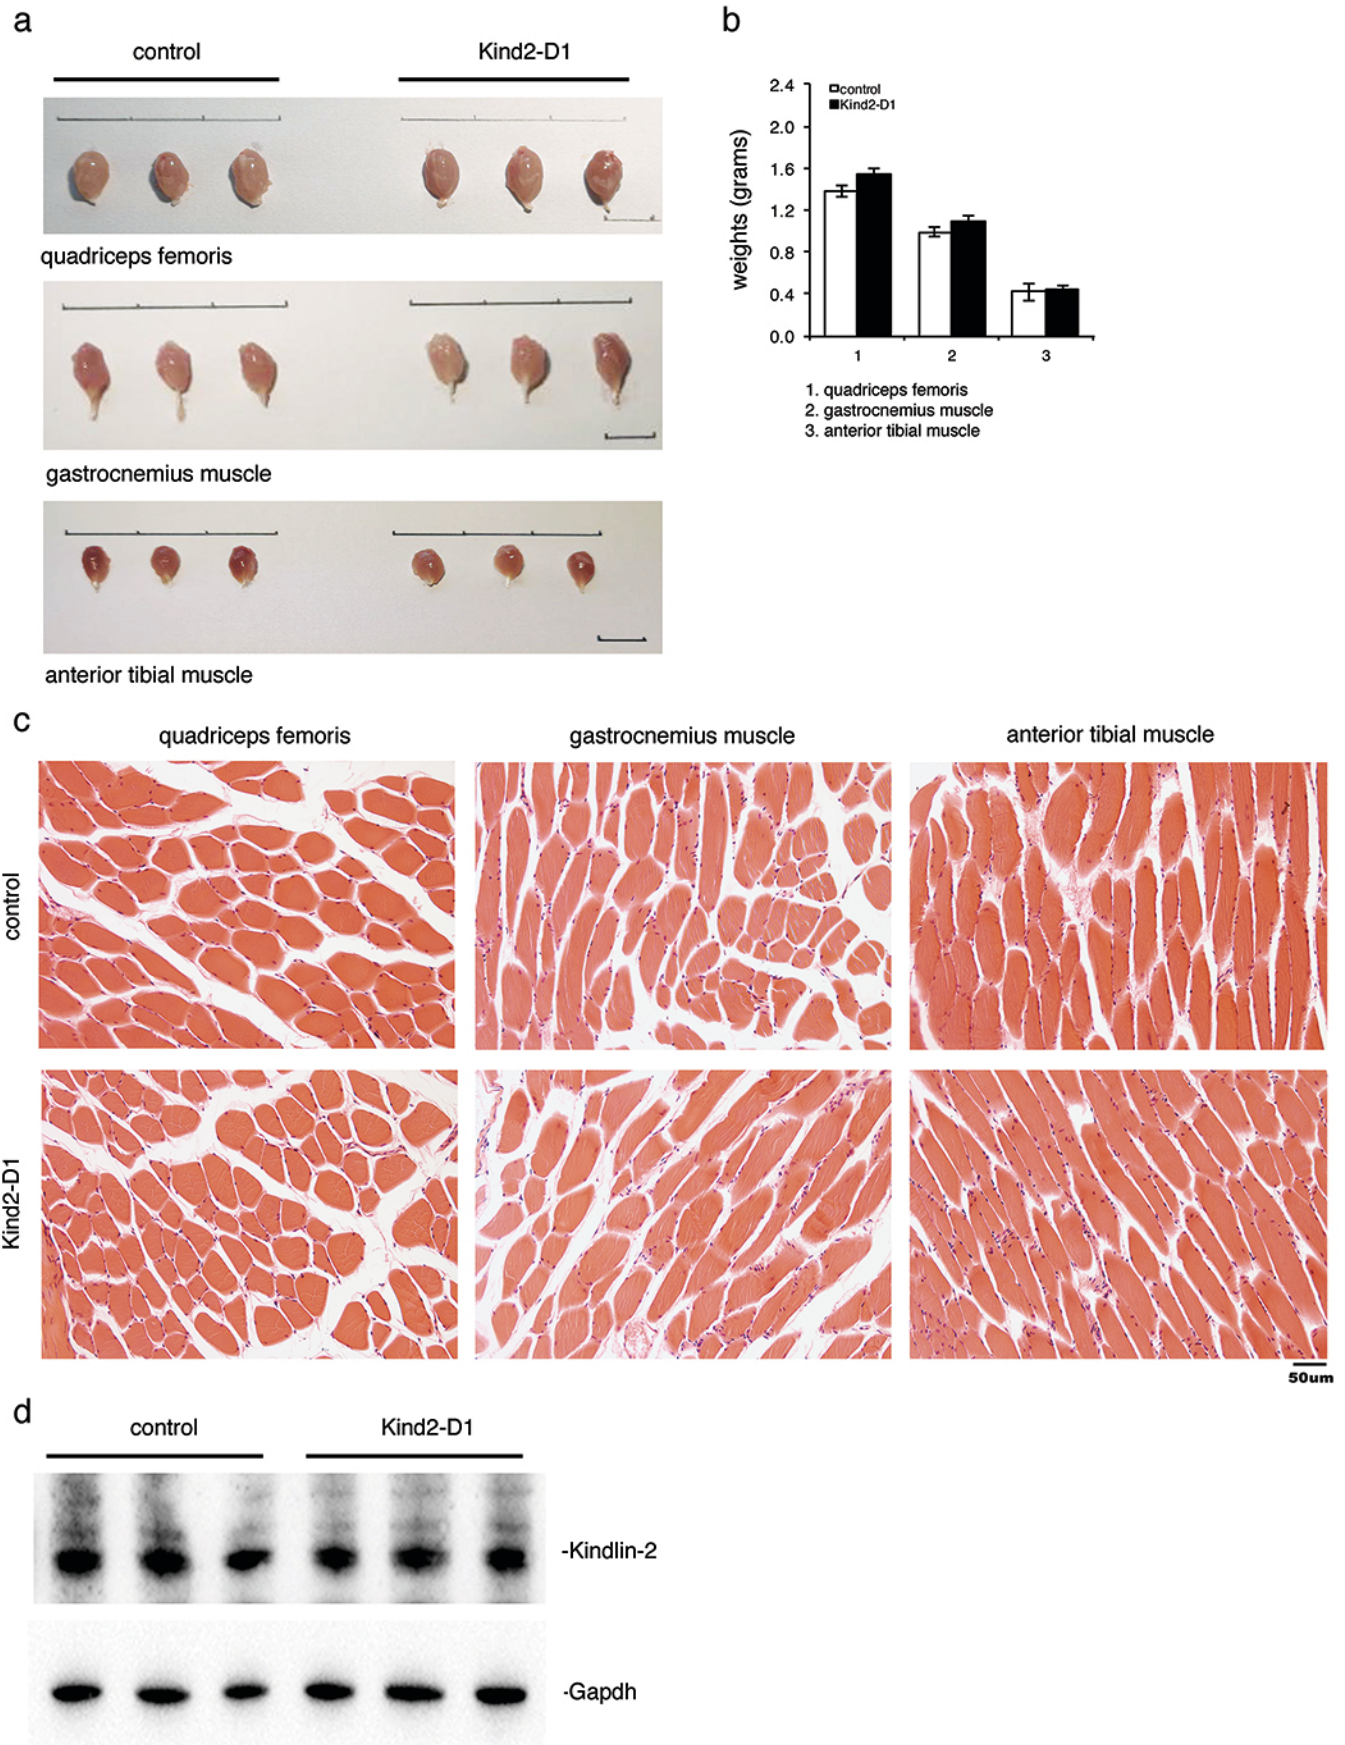 a
control
Kind2-D1
quadriceps femoris
gastrocnemius muscle
anterior tibial muscle
b
2.4
2.0
1.6
1.2
0.8
0.4
0.0
weights (grams)
control
Kind2-D1
1 2 3
1. quadriceps femoris
2. gastrocnemius muscle
3. anterior tibial muscle
c
quadriceps femoris gastrocnemius muscle anterior tibial muscle
control
Kind2-D1
50um
d
control Kind2-D1
-Kindlin-2
-Gapdh